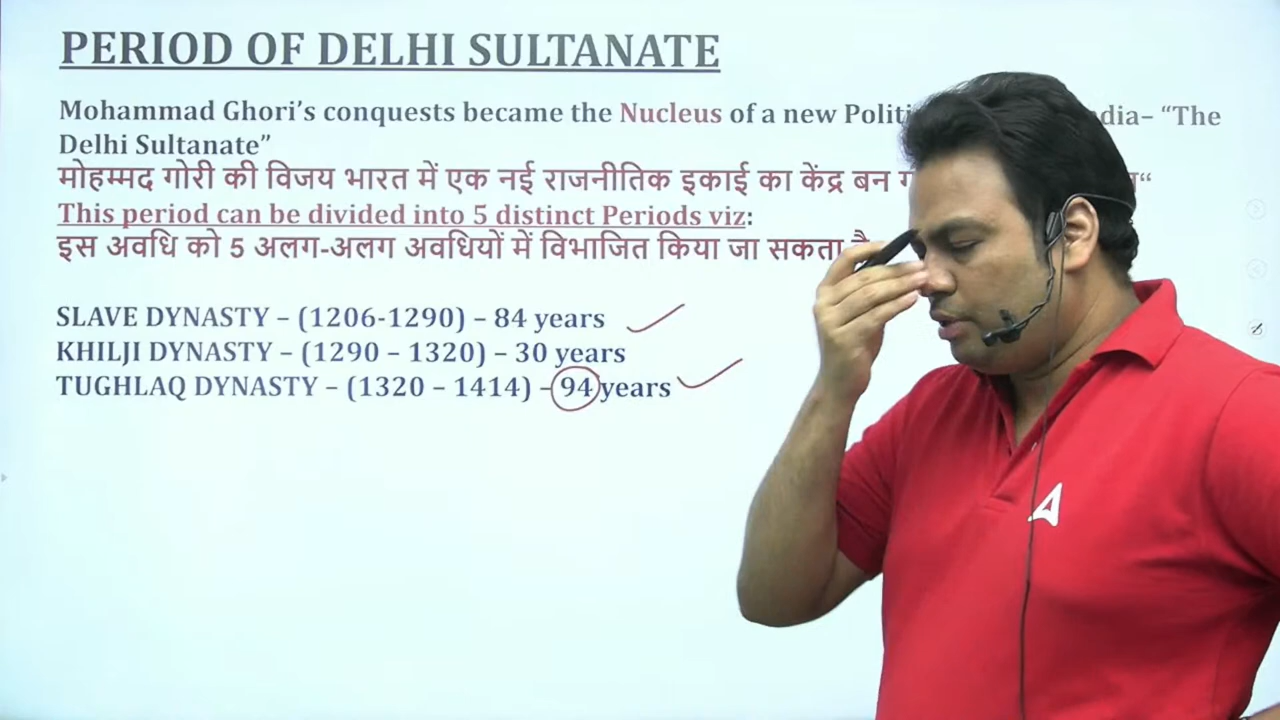 PERIOD OF DELHI SULTANATE
Mohammad Ghori’s conquests became the Nucleus of a new dia– “The
Delhi Sultanate”
मोहम्मद गोरी की विजय भारत में एक नई राजनीतिक इकाई का केंद्र बन
This period can be divided into 5 distinct Periods viz:
इस अवधि को 5 अलग-अलग अवधियों में विभाजित किया जा सकता
SLAVE DYNASTY – (1206-1290) – 84 years
KHILJI DYNASTY – (1290 – 1320) – 30 years
TUGHLAQ DYNASTY – (1320 – 1414) – 94 years